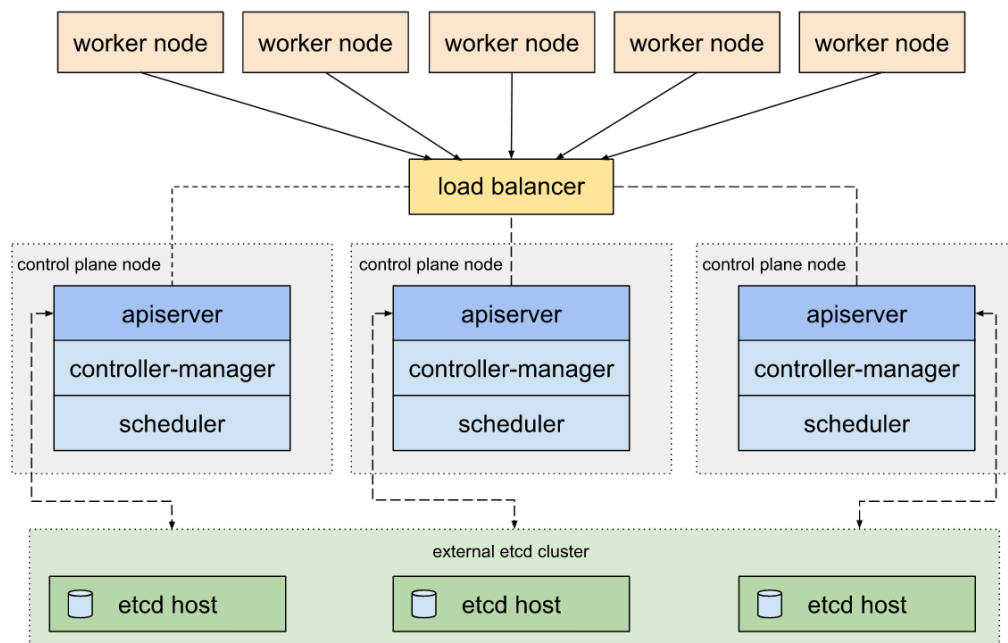 worker node
worker node
worker node
worker node
worker node
load balancer
control plane node
control plane node
control plane node
apiserver
apiserver
apiserver
controller-manager
controller-manager
controller-manager
scheduler
scheduler
scheduler
external etcd cluster
etcd host
etcd host
etcd host